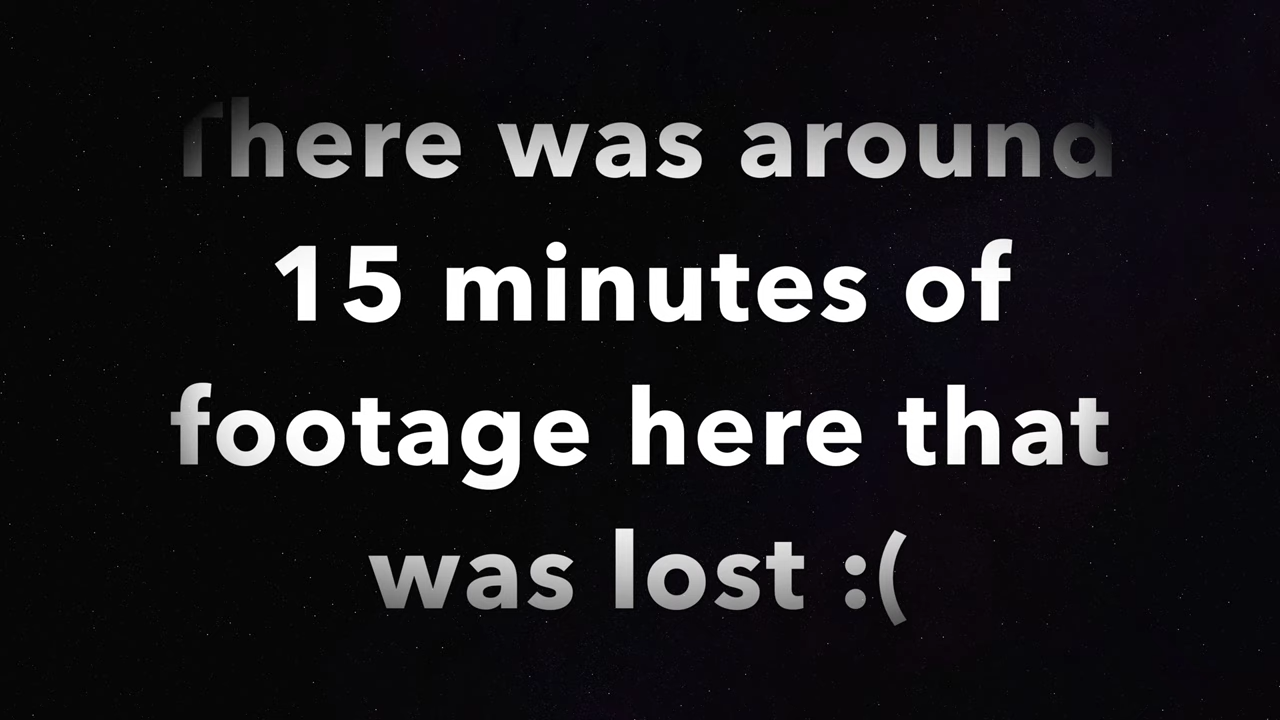 There was around
15 minutes of
footage here that
was lost :(